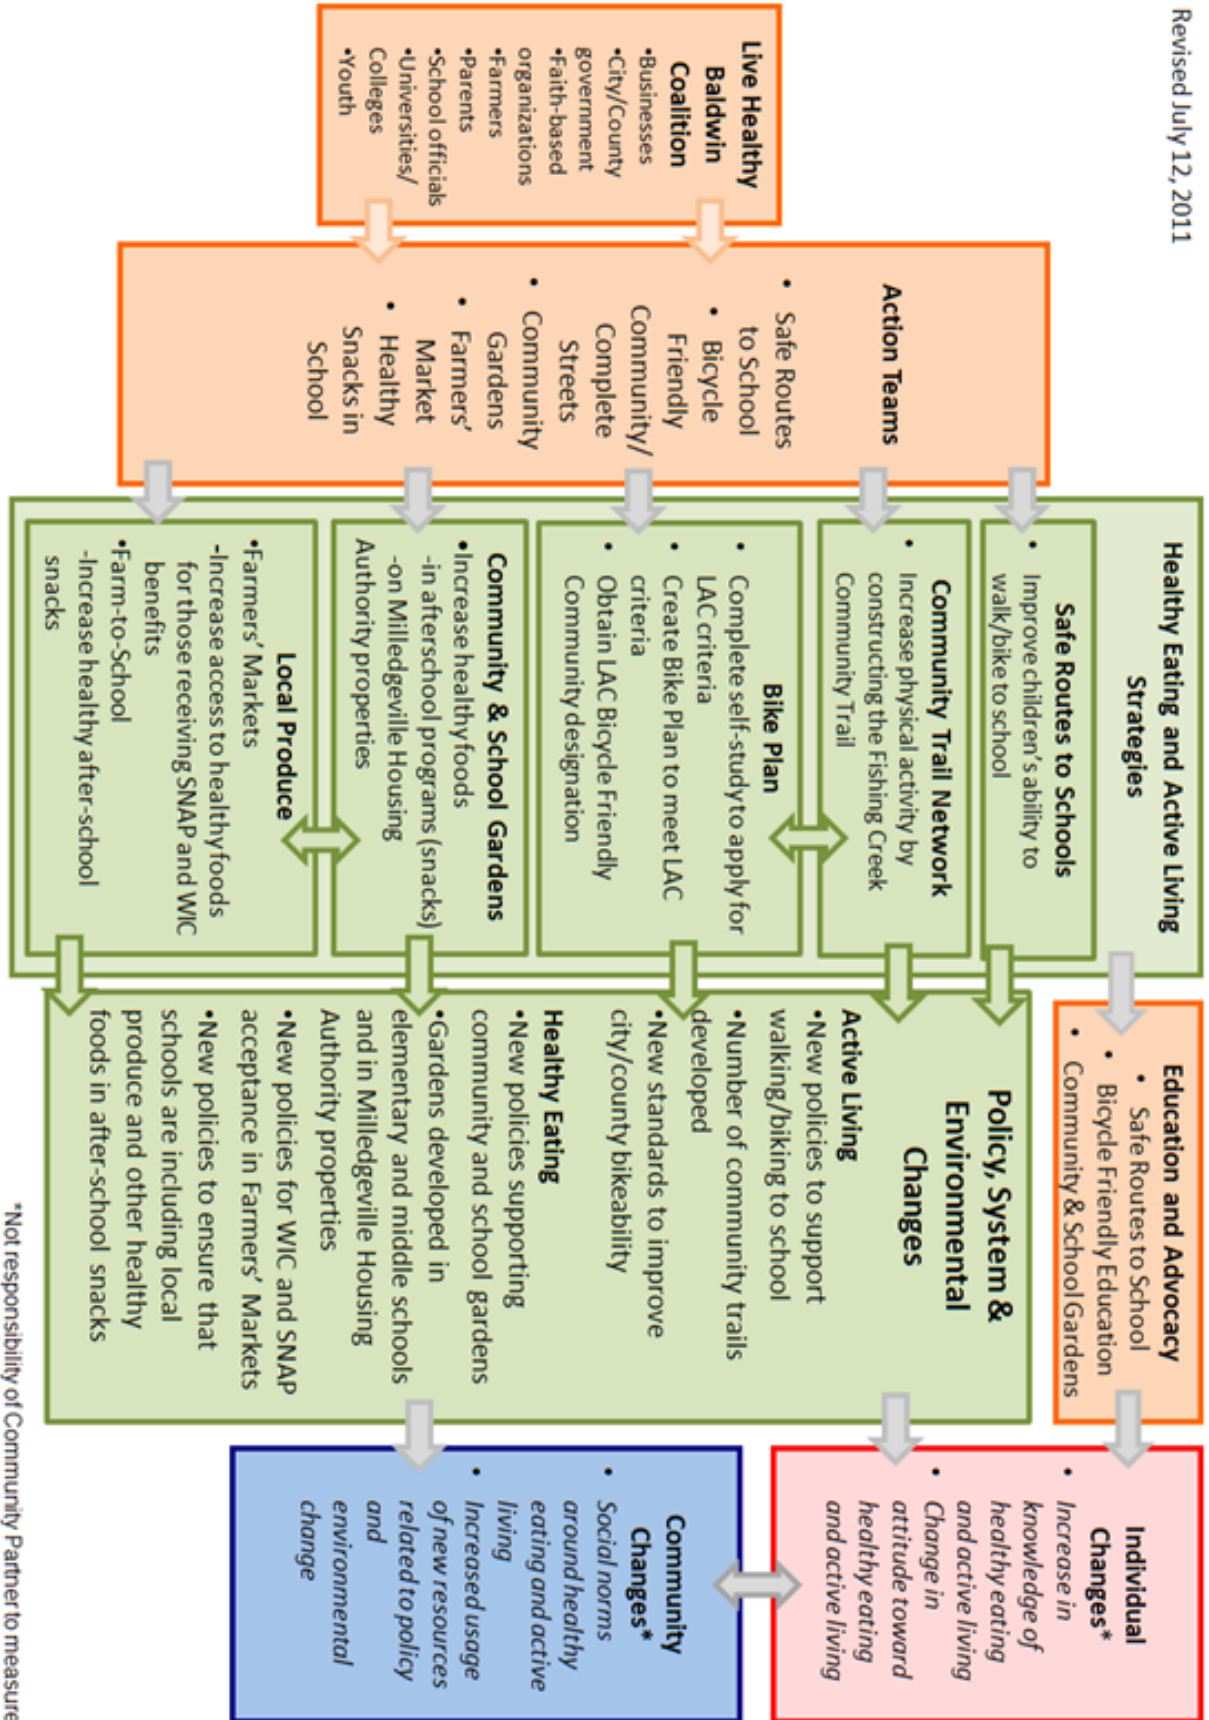 Revised July 12, 2011
Live Healthy
Baldwin
Coalition
•Businesses
•City/County
government
•Faith-based
organizations
•Farmers
•Parents
•School officials
•Universities/
Colleges
•Youth
Action Teams
• Safe Routes
to School
• Bicycle
Friendly
Community/
Complete
Streets
• Community
Gardens
• Farmers'
Market
• Healthy
Snacks in
School
Healthy Eating and Active Living
Strategies
Safe Routes to Schools
• Improve children's ability to
walk/bike to school
Community Trail Network
• Increase physical activity by
constructing the Fishing Creek
Community Trail
Bike Plan
• Complete self-study to apply for
LAC criteria
• Create Bike Plan to meet LAC
criteria
• Obtain LAC Bicycle Friendly
Community designation
Community & School Gardens
•Increase healthy foods
-in afterschool programs (snacks)
-on Milledgeville Housing
Authority properties
Local Produce
•Farmers' Markets
-Increase access to healthy foods
for those receiving SNAP and WIC
benefits
•Farm-to-School
-Increase healthy after-school
snacks
Education and Advocacy
• Safe Routes to School
• Bicycle Friendly Education
• Community & School Gardens
Policy, System &
Environmental
Changes
Active Living
•New policies to support
walking/biking to school
•Number of community trails
developed
•New standards to improve
city/county bikeability
Healthy Eating
•New policies supporting
community and school gardens
•Gardens developed in
elementary and middle schools
and in Milledgeville Housing
Authority properties
•New policies for WIC and SNAP
acceptance in Farmers' Markets
•New policies to ensure that
schools are including local
produce and other healthy
foods in after-school snacks
Individual
Changes*
• Increase in
knowledge of
healthy eating
and active living
• Change in
attitude toward
healthy eating
and active living
Community
Changes*
• Social norms
around healthy
eating and active
living
• Increased usage
of new resources
related to policy
and
environmental
change
*Not responsibility of Community Partner to measure